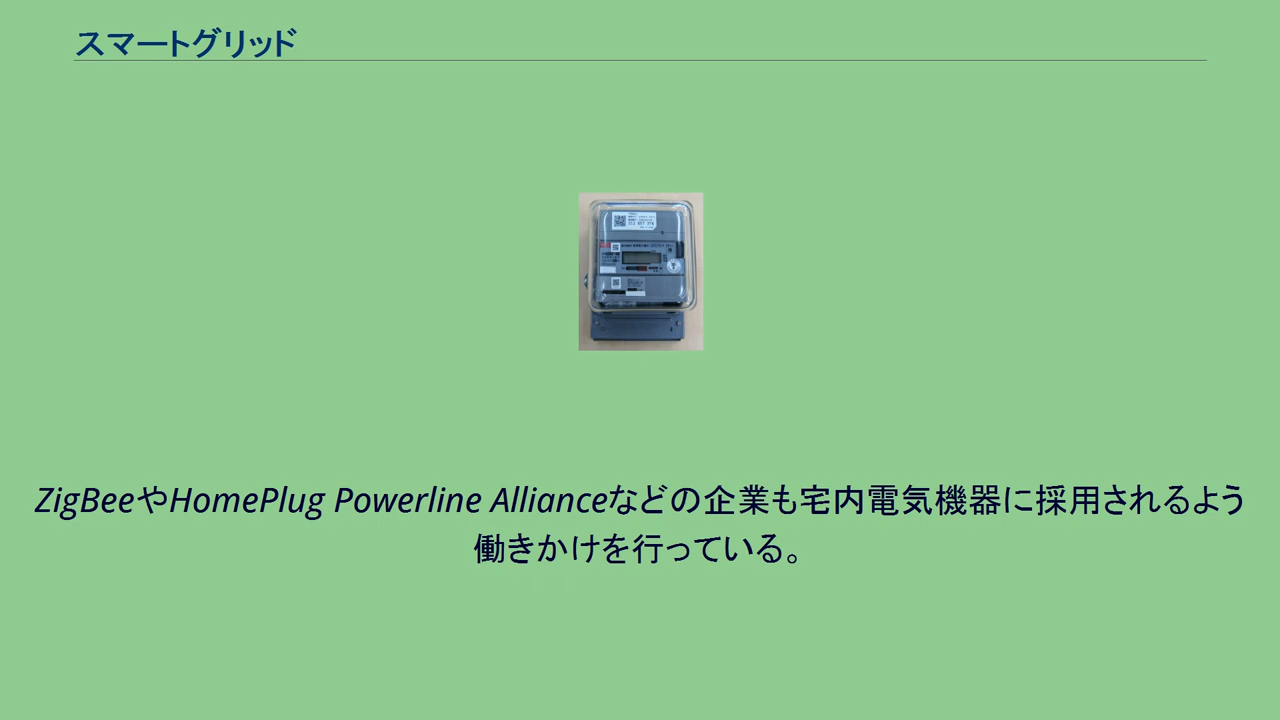 スマートグリッド
ZigBeeやHomePlug Powerline Allianceなどの企業も宅内電気機器に採用されるよう
働きかけを行っている。